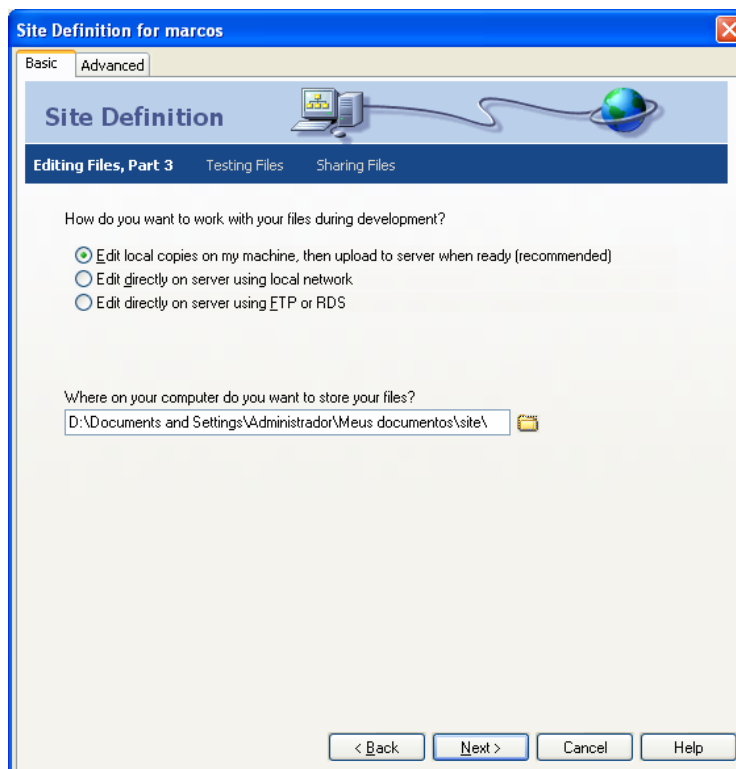 Site Definition for marcos
Basic Advanced
Site Definition
Editing Files, Part 3 Testing Files Sharing Files
How do you want to work with your files during development?
Edit local copies on my machine, then upload to server when ready (recommended)
Edit directly on server using local network
Edit directly on server using FTP or RDS
Where on your computer do you want to store your files?
D:\Documents and Settings\Administrador\Meus documentos\site\
< Back Next > Cancel Help